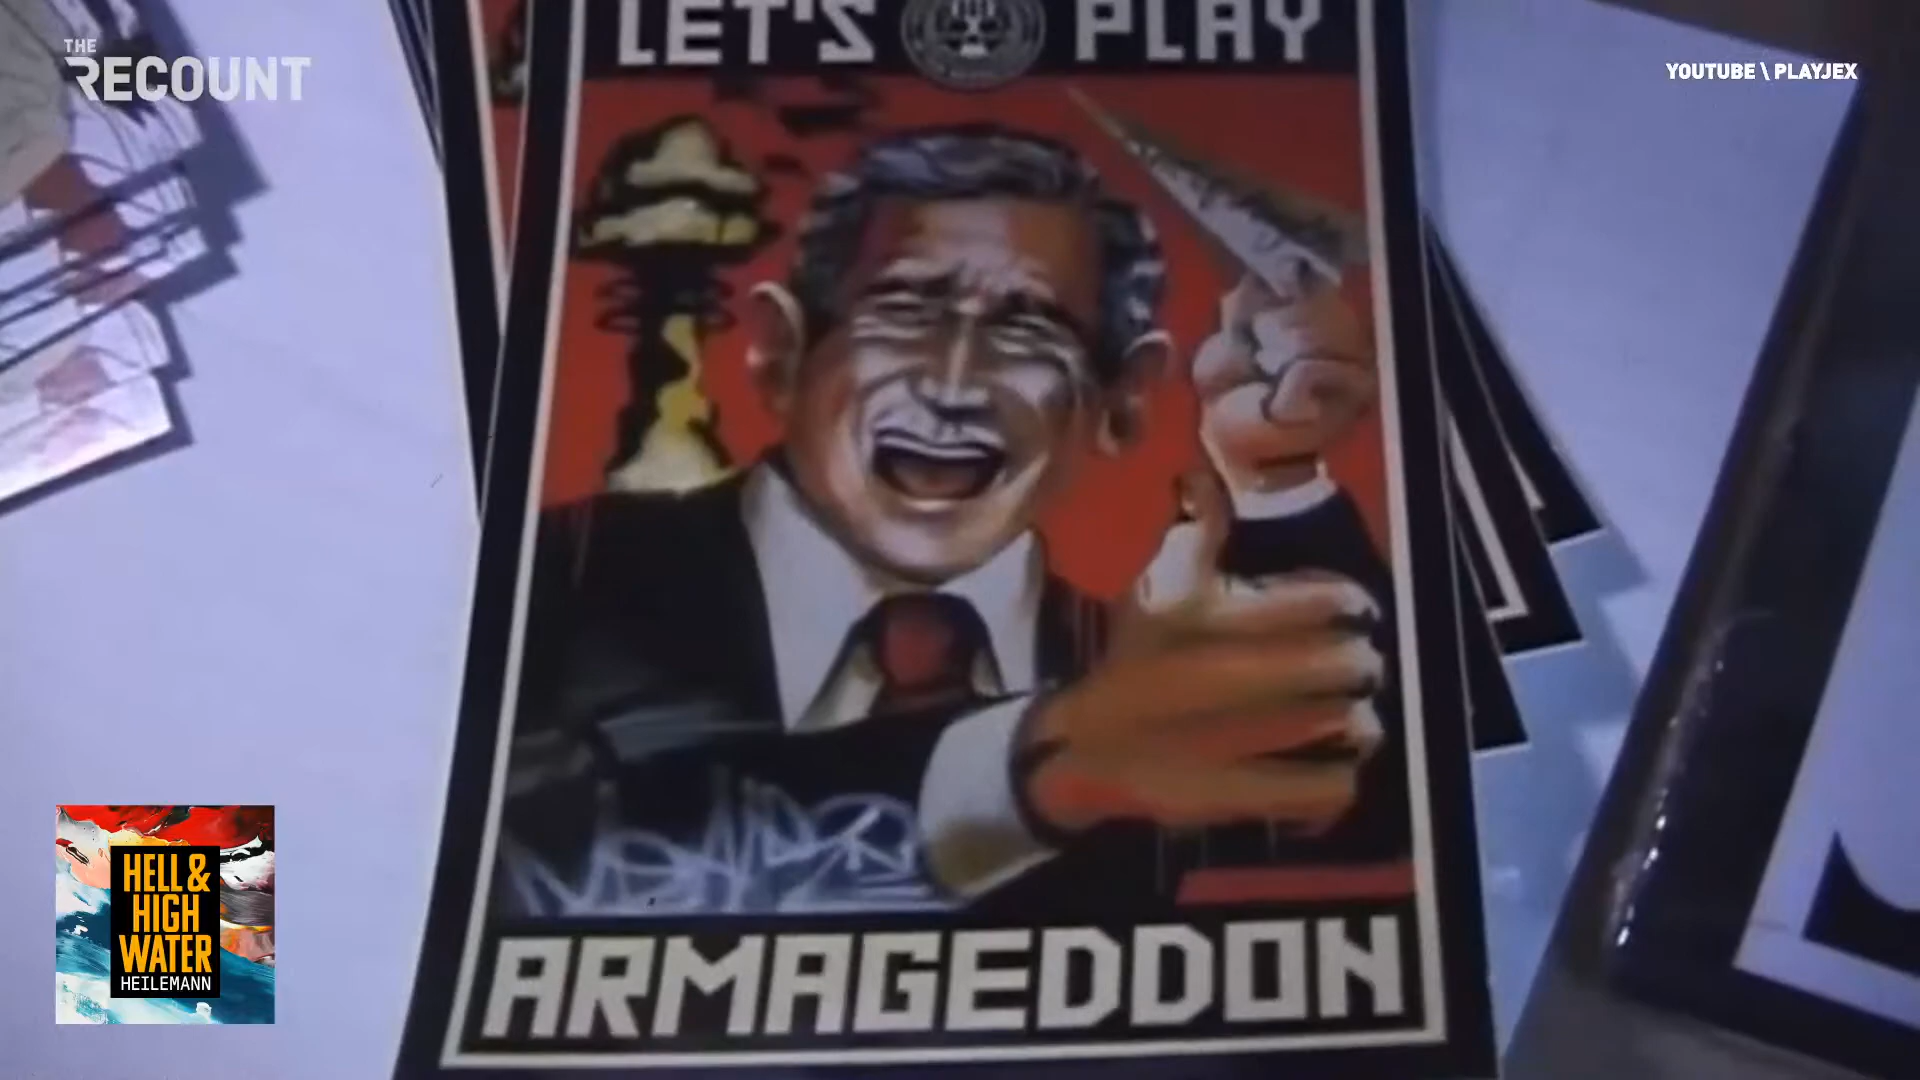 THE
RECOUNT
YOUTUBE \ PLAYJEX
LET'S PLAY
ARMAGEDDON
HELL &
HIGH
WATER
HEILEMANN